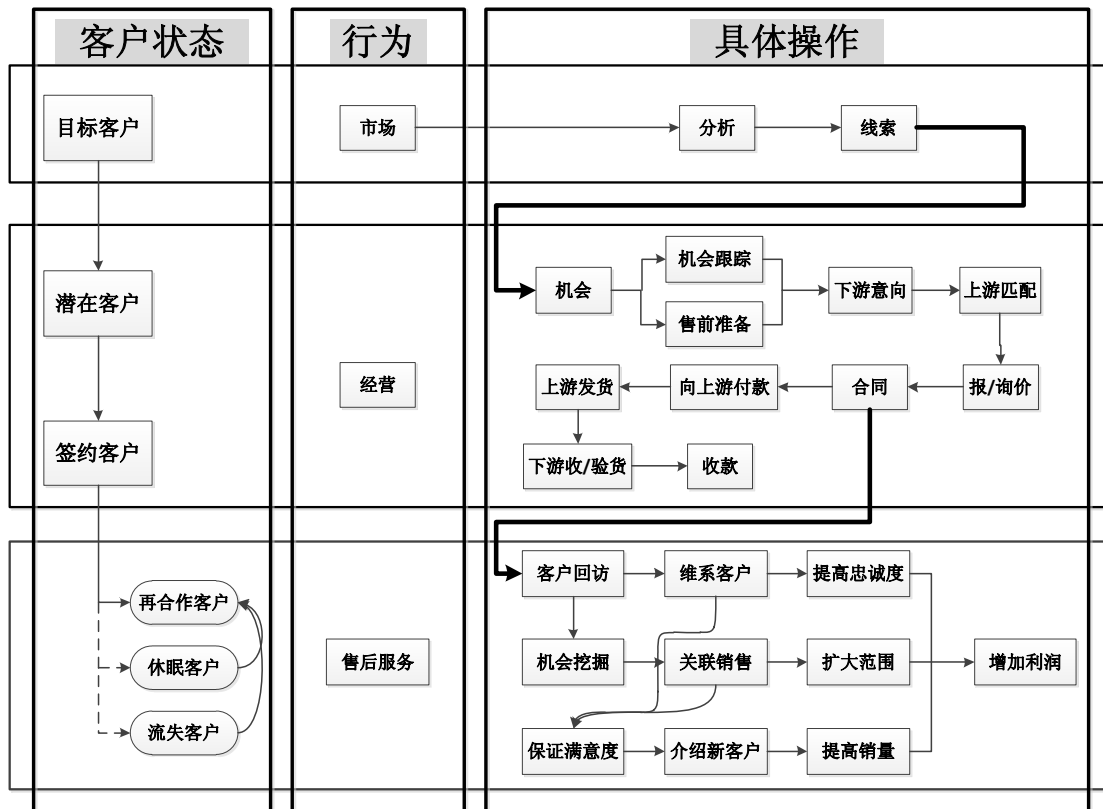 客户状态
行为
具体操作
目标客户
市场
分析
线索
潜在客户
签约客户
经营
机会
机会跟踪
售前准备
下游意向
上游匹配
上游发货
向上游付款
合同
报/询价
下游收/验货
收款
再合作客户
休眠客户
流失客户
售后服务
客户回访
维系客户
提高忠诚度
机会挖掘
关联销售
扩大范围
增加利润
保证满意度
介绍新客户
提高销量